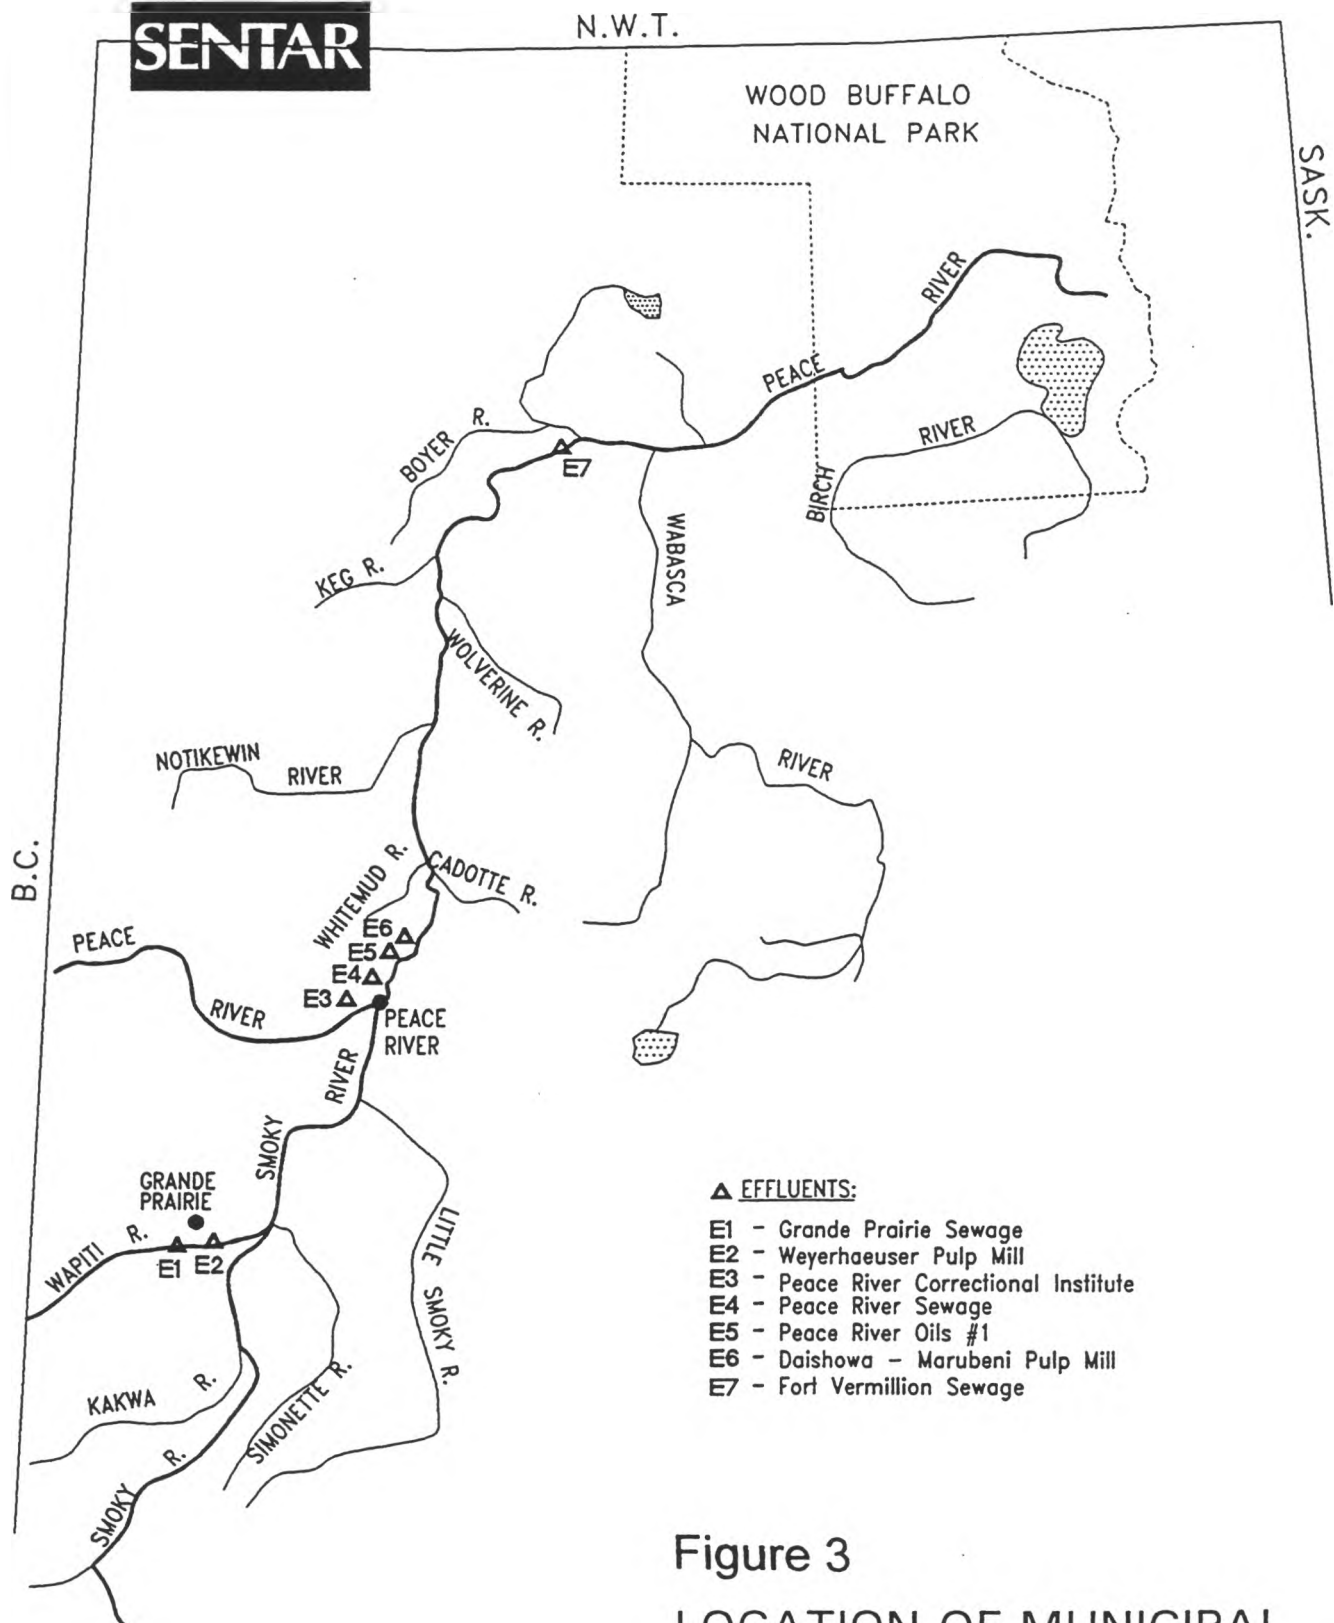 SENTAR
N.W.T.
WOOD BUFFALO
NATIONAL PARK
SASK.
RIVER
PEACE
BOYER R.
E7
RIVER
BIRCH
WABASCA
KEG R.
WOLVERINE R.
NOTIKEWIN
RIVER
RIVER
B.C.
WHITEMUD R.
CADOTTE R.
PEACE
RIVER
E6
E5
E4
E3
PEACE
RIVER
RIVER
SMOKY
GRANDE
PRAIRIE
WAPITI R.
E1 E2
LITTLE SMOKY R.
KAKWA R.
SIMONETTE R.
SMOKY R.
EFFLUENTS:
E1 - Grande Prairie Sewage
E2 - Weyerhaeuser Pulp Mill
E3 - Peace River Correctional Institute
E4 - Peace River Sewage
E5 - Peace River Oils #1
E6 - Daishowa - Marubeni Pulp Mill
E7 - Fort Vermillion Sewage
Figure 3
LOCATION OF MUNICIPAL